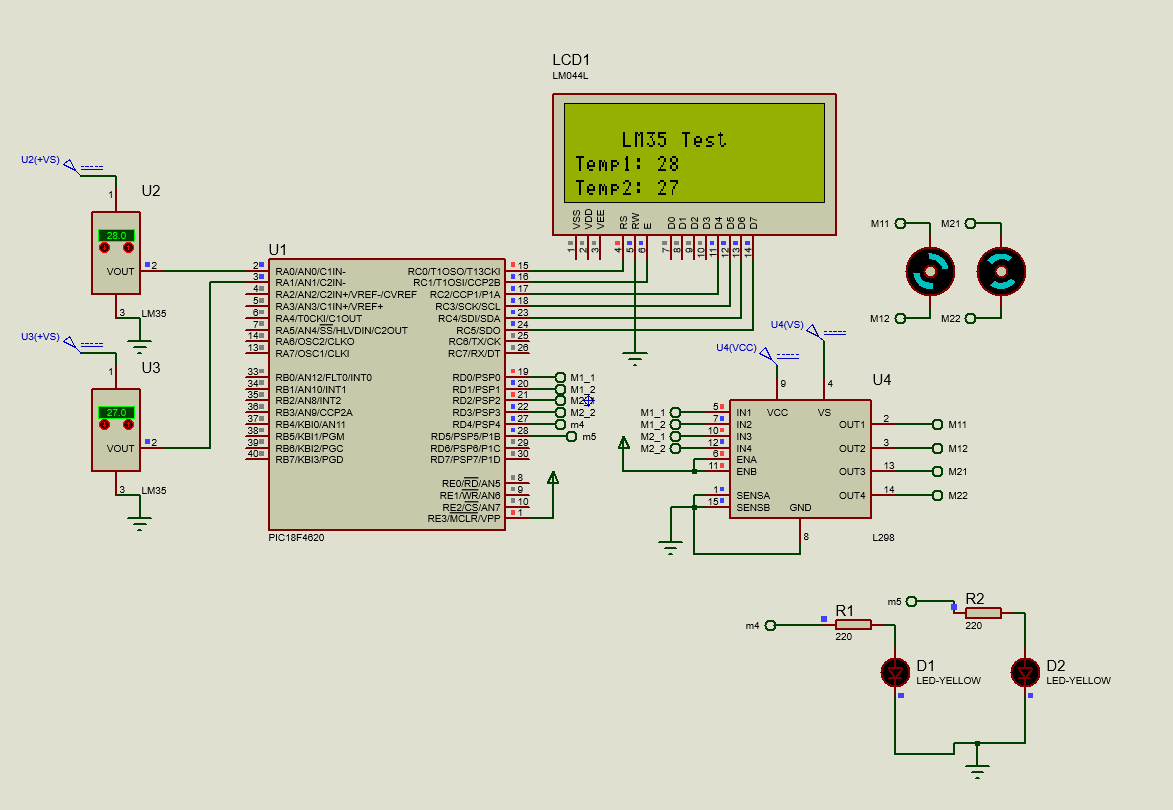 LCD1
LM044L
LM35 Test
Temp1: 28
Temp2: 27
VSS VDD VEE RS RW E D0 D1 D2 D3 D4 D5 D6 D7
1 2 3 4 5 6 7 8 9 10 11 12 13 14
U2(+VS)
U2
1
28.0
VOUT 2
3
LM35
U3(+VS)
U3
1
27.0
VOUT 2
3
LM35
U1
2 RA0/AN0/C1IN- RC0/T1OSO/T13CKI 15
3 RA1/AN1/C2IN- RC1/T1OSI/CCP2B 16
4 RA2/AN2/C2IN+/VREF-/CVREF RC2/CCP1/P1A 17
5 RA3/AN3/C1IN+/VREF+ RC3/SCK/SCL 18
6 RA4/T0CKI/C1OUT RC4/SDI/SDA 23
7 RA5/AN4/SS/HLVDIN/C2OUT RC5/SDO 24
14 RA6/OSC2/CLKO RC6/TX/CK 25
13 RA7/OSC1/CLKI RC7/RX/DT 26
33 RB0/AN12/FLT0/INT0 RD0/PSP0 19 M1_1
34 RB1/AN10/INT1 RD1/PSP1 20 M1_2
35 RB2/AN8/INT2 RD2/PSP2 21
36 RB3/AN9/CCP2A RD3/PSP3 22 M2_2
37 RB4/KBI0/AN11 RD4/PSP4 27 m4
38 RB5/KBI1/PGM RD5/PSP5/P1B 28 m5
39 RB6/KBI2/PGC RD6/PSP6/P1C 29
40 RB7/KBI3/PGD RD7/PSP7/P1D 30
RE0/RD/AN5 8
RE1/WR/AN6 9
RE2/CS/AN7 10
RE3/MCLR/VPP 1
PIC18F4620
M11 M21
M12 M22
U4(VS)
U4(VCC)
U4
9 4
VCC VS
M1_1 5 IN1 OUT1 2 M11
M1_2 7 IN2 OUT2 3 M12
M2_1 10 IN3 OUT3 13 M21
M2_2 12 IN4 OUT4 14 M22
6 ENA
11 ENB
1 SENSA
15 SENSB GND
8
L298
m4
R1
220
m5
R2
220
D1
LED-YELLOW
D2
LED-YELLOW